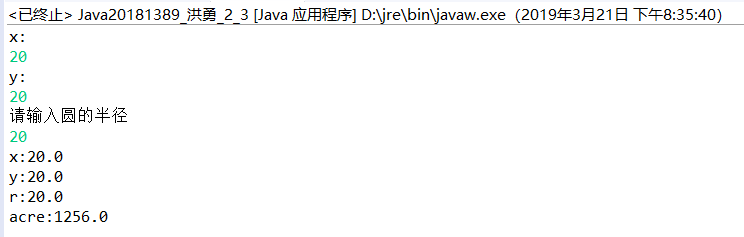 <已终止> Java20181389_洪勇_2_3 [Java 应用程序] D:\jre\bin\javaw.exe（2019年3月21日 下午8:35:40）
x:
20
y:
20
请输入圆的半径
20
x:20.0
y:20.0
r:20.0
acre:1256.0